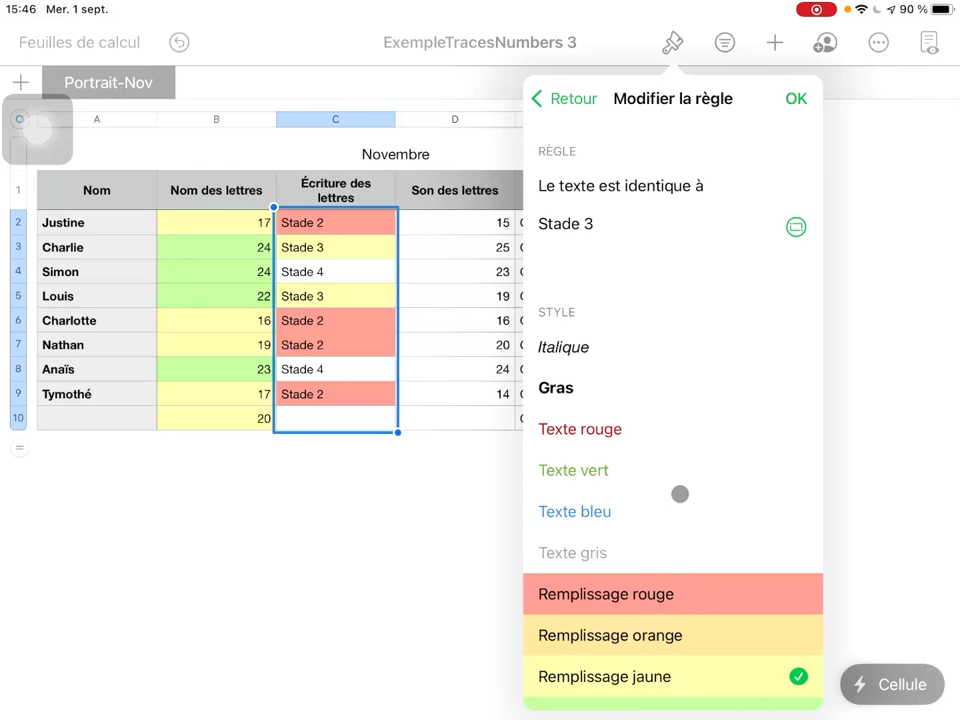 15:46 Mer. 1 sept.
90 %
Feuilles de calcul
ExempleTracesNumbers 3
Portrait-Nov
A B C D
Novembre
1 Nom Nom des lettres Écriture des lettres Son des lettres
2 Justine 17 Stade 2 15
3 Charlie 24 Stade 3 25
4 Simon 24 Stade 4 23
5 Louis 22 Stade 3 19
6 Charlotte 16 Stade 2 16
7 Nathan 19 Stade 2 20
8 Anaïs 23 Stade 4 24
9 Tymothé 17 Stade 2 14
10 20
Retour Modifier la règle OK
RÈGLE
Le texte est identique à
Stade 3
STYLE
Italique
Gras
Texte rouge
Texte vert
Texte bleu
Texte gris
Remplissage rouge
Remplissage orange
Remplissage jaune
Cellule